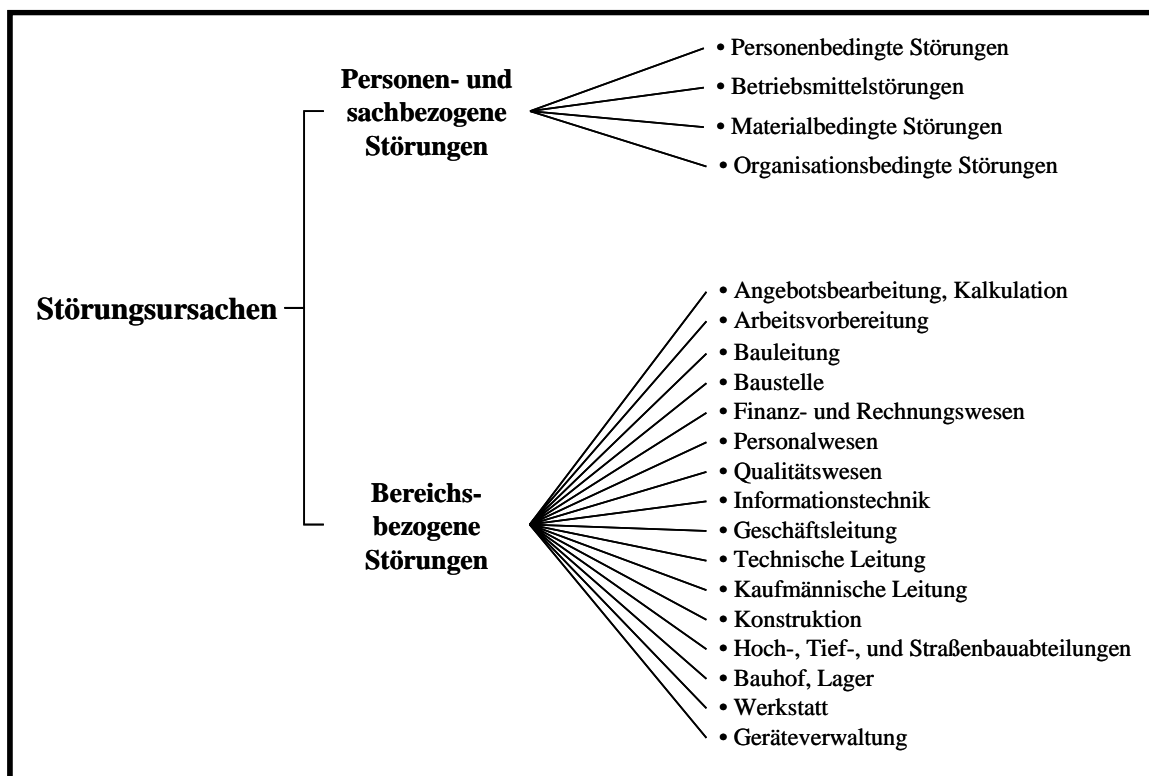 Störungsursachen
Personen- und
sachbezogene
Störungen
• Personenbedingte Störungen
• Betriebsmittelstörungen
• Materialbedingte Störungen
• Organisationsbedingte Störungen
Bereichs-
bezogene
Störungen
• Angebotsbearbeitung, Kalkulation
• Arbeitsvorbereitung
• Bauleitung
• Baustelle
• Finanz- und Rechnungswesen
• Personalwesen
• Qualitätswesen
• Informationstechnik
• Geschäftsleitung
• Technische Leitung
• Kaufmännische Leitung
• Konstruktion
• Hoch-, Tief-, und Straßenbauabteilungen
• Bauhof, Lager
• Werkstatt
• Geräteverwaltung